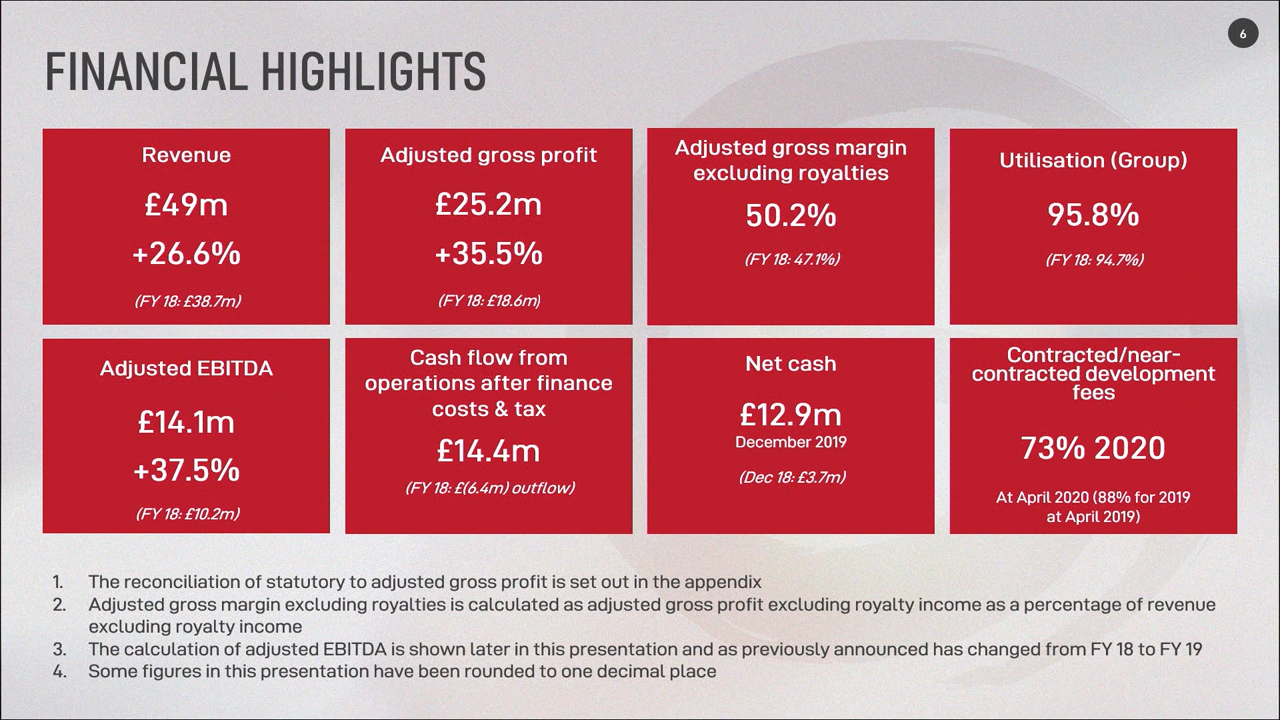 6
FINANCIAL HIGHLIGHTS
Revenue
£49m
+26.6%
(FY 18: £38.7m)
Adjusted gross profit
£25.2m
+35.5%
(FY 18: £18.6m)
Adjusted gross margin
excluding royalties
50.2%
(FY 18: 47.1%)
Utilisation (Group)
95.8%
(FY 18: 94.7%)
Adjusted EBITDA
£14.1m
+37.5%
(FY 18: £10.2m)
Cash flow from
operations after finance
costs & tax
£14.4m
(FY 18: £(6.4m) outflow)
Net cash
£12.9m
December 2019
(Dec 18: £3.7m)
Contracted/near-
contracted development
fees
73% 2020
At April 2020 (88% for 2019
at April 2019)
1. The reconciliation of statutory to adjusted gross profit is set out in the appendix
2. Adjusted gross margin excluding royalties is calculated as adjusted gross profit excluding royalty income as a percentage of revenue
excluding royalty income
3. The calculation of adjusted EBITDA is shown later in this presentation and as previously announced has changed from FY 18 to FY 19
4. Some figures in this presentation have been rounded to one decimal place